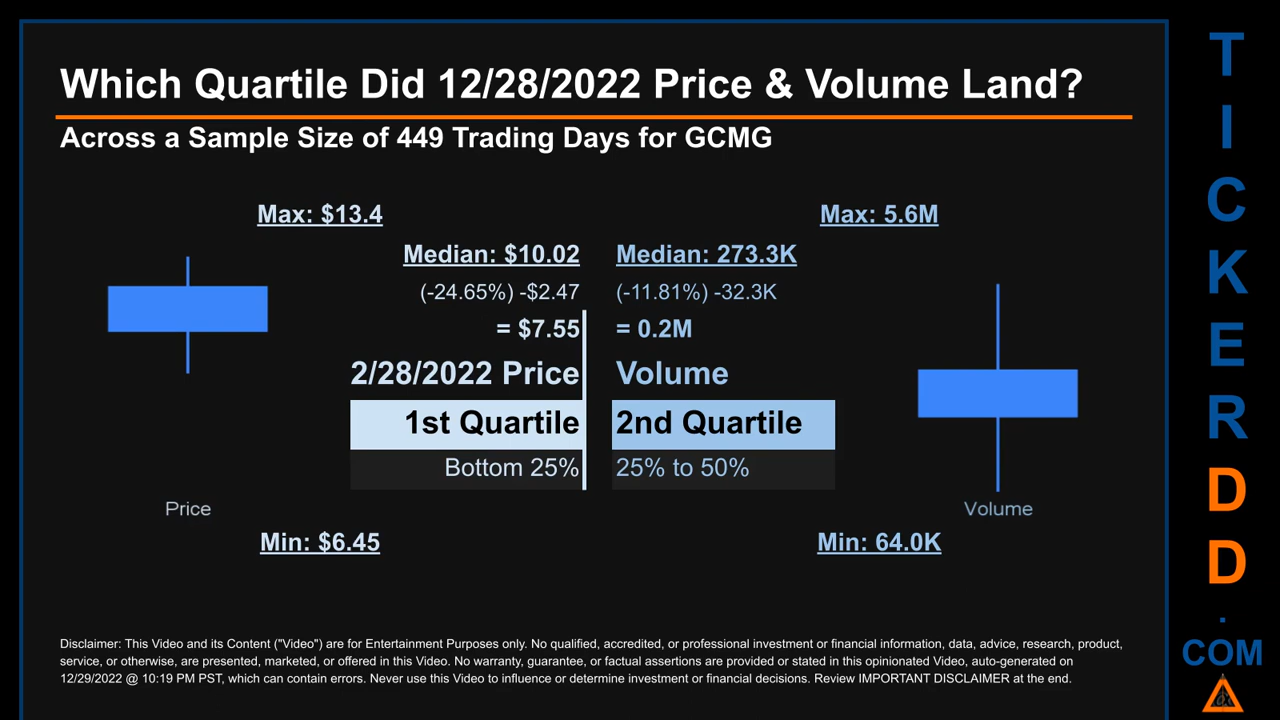 Which Quartile Did 12/28/2022 Price & Volume Land?
Across a Sample Size of 449 Trading Days for GCMG
Max: $13.4
Max: 5.6M
Median: $10.02
Median: 273.3K
(-24.65%) -$2.47
(-11.81%) -32.3K
= $7.55
= 0.2M
2/28/2022 Price
Volume
1st Quartile
2nd Quartile
Bottom 25%
25% to 50%
Price
Volume
Min: $6.45
Min: 64.0K
Disclaimer: This Video and its Content ("Video") are for Entertainment Purposes only. No qualified, accredited, or professional investment or financial information, data, advice, research, product,
service, or otherwise, are presented, marketed, or offered in this Video. No warranty, guarantee, or factual assertions are provided or stated in this opinionated Video, auto-generated on
12/29/2022 @ 10:19 PM PST, which can contain errors. Never use this Video to influence or determine investment or financial decisions. Review IMPORTANT DISCLAIMER at the end.
T
I
C
K
E
R
D
D
.
COM